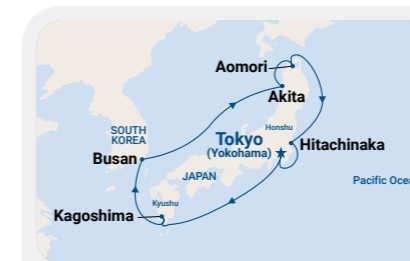 Aomori
Akita
SOUTH
KOREA
Honshu
Tokyo
(Yokohama)
Hitachinaka
Busan
JAPAN
Pacific Ocea
Kyushu
Kagoshima